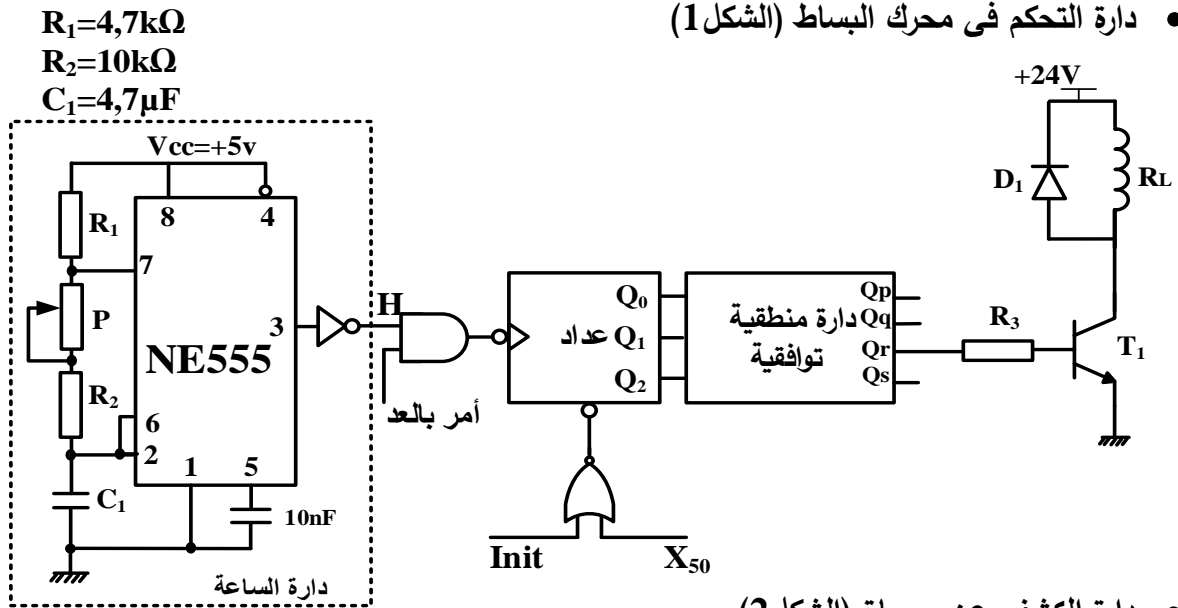 • دارة التحكم فى محرك البساط (الشكل1)
R₁=4,7kΩ
R₂=10kΩ
C₁=4,7µF
+24V
D₁
RL
Vcc=+5v
8
4
R₁
7
P
NE555
3
R₂
6
2
1
5
C₁
10nF
دارة الساعة
H
أمر بالعد
عداد
Q₀
Q₁
Q₂
دارة منطقية
توافقية
Qp
Qq
Qr
Qs
R₃
T₁
Init
X₅₀